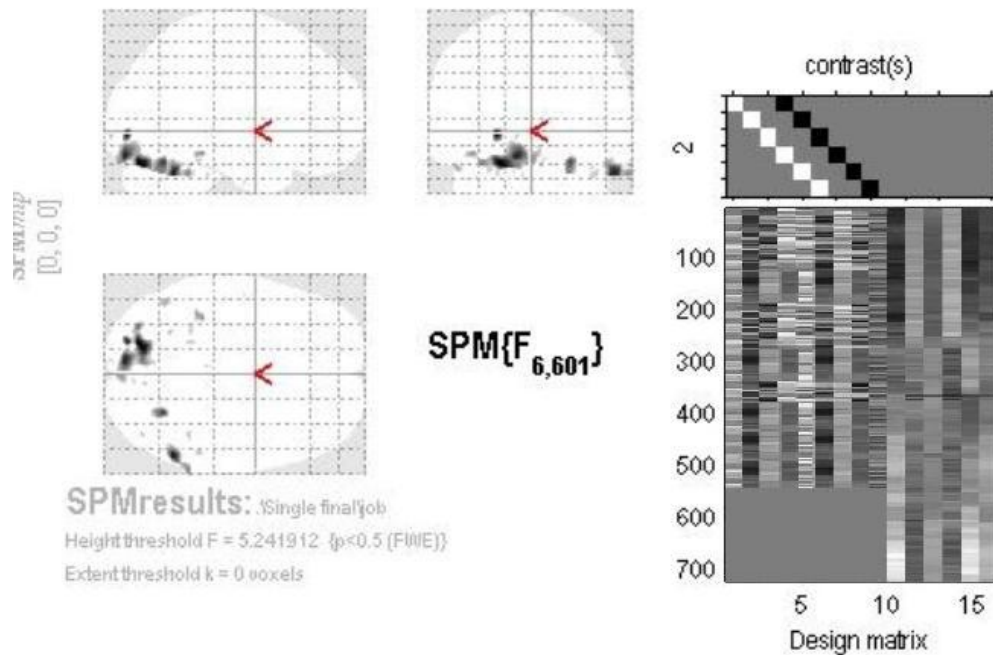 contrast(s)
2
SPMmap
[0, 0, 0]
SPM{F6,601}
SPMresults: .\Single final\job
Height threshold F = 5.241912 {p<0.5 (FWE)}
Extent threshold k = 0 voxels
100
200
300
400
500
600
700
5 10 15
Design matrix